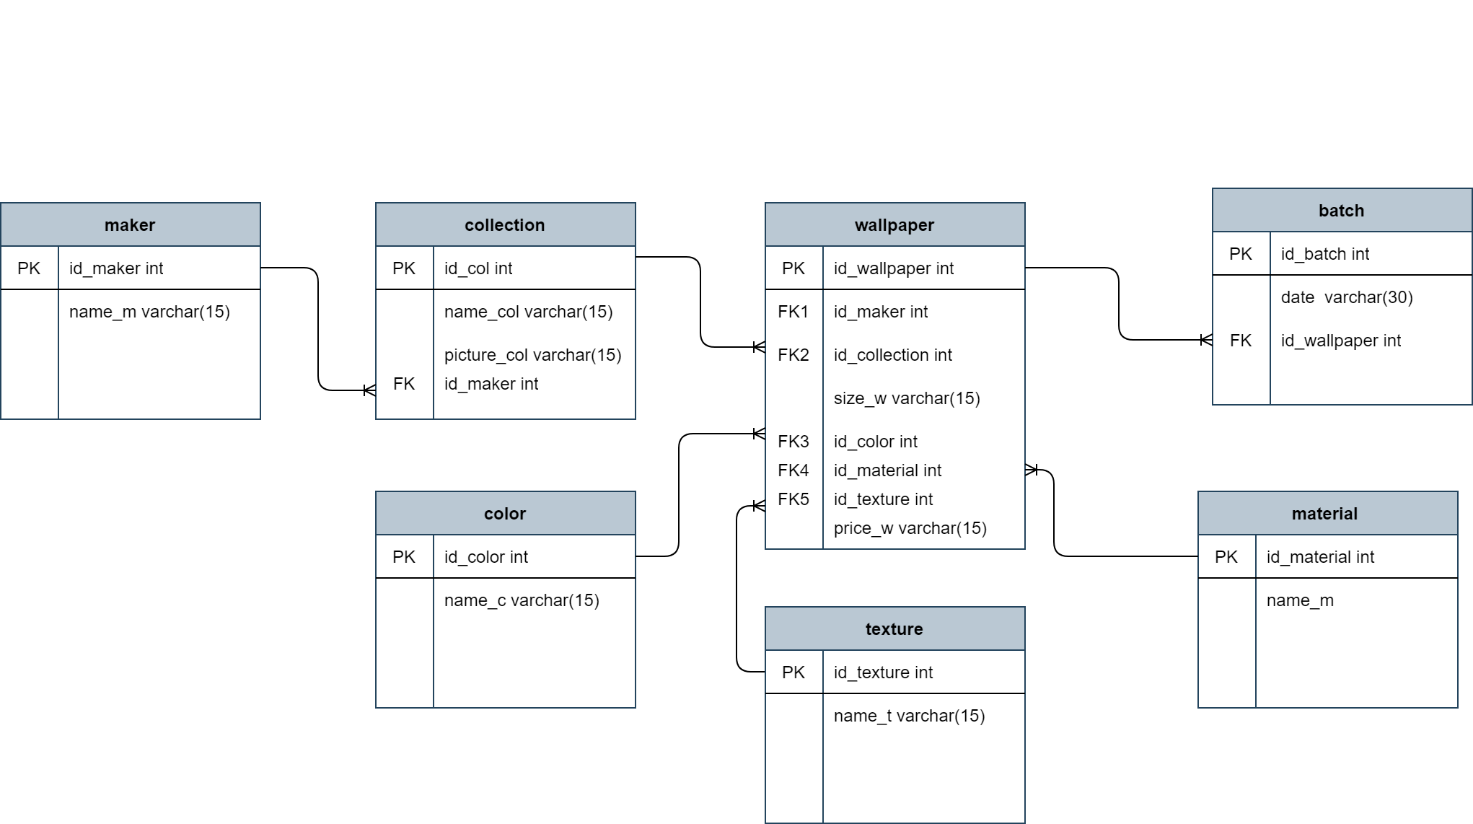 maker
PK id_maker int
name_m varchar(15)
collection
PK id_col int
name_col varchar(15)
picture_col varchar(15)
FK id_maker int
wallpaper
PK id_wallpaper int
FK1 id_maker int
FK2 id_collection int
size_w varchar(15)
FK3 id_color int
FK4 id_material int
FK5 id_texture int
price_w varchar(15)
batch
PK id_batch int
date varchar(30)
FK id_wallpaper int
color
PK id_color int
name_c varchar(15)
texture
PK id_texture int
name_t varchar(15)
material
PK id_material int
name_m